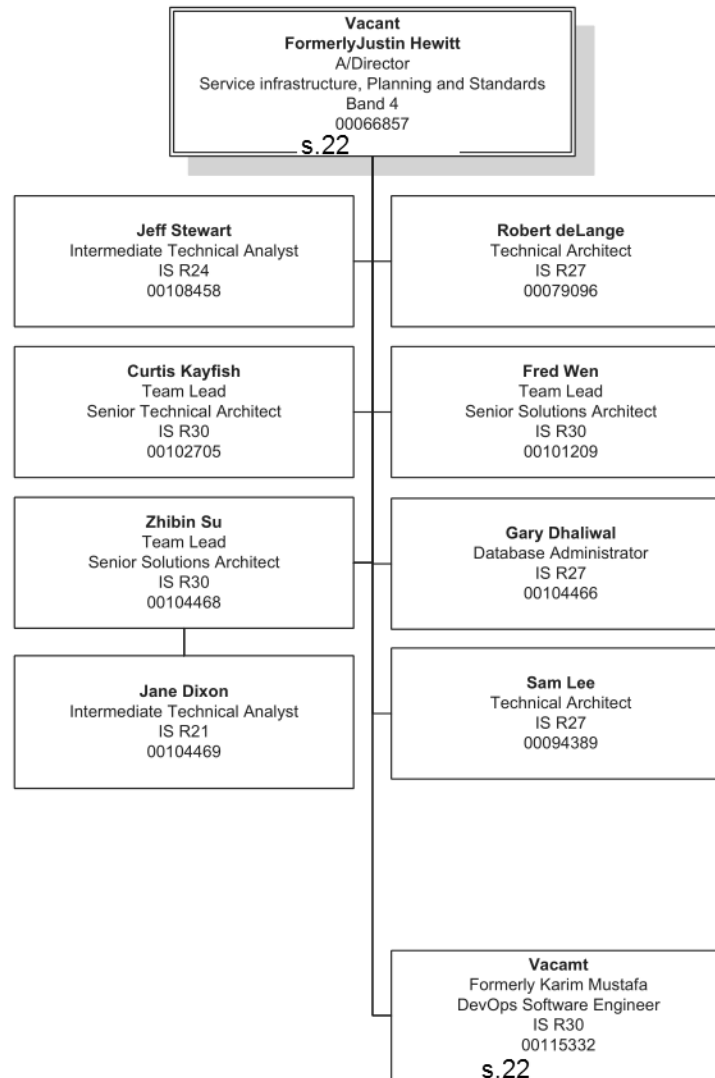 Vacant
FormerlyJustin Hewitt
A/Director
Service infrastructure, Planning and Standards
Band 4
00066857
s.22
Jeff Stewart
Intermediate Technical Analyst
IS R24
00108458
Robert deLange
Technical Architect
IS R27
00079096
Curtis Kayfish
Team Lead
Senior Technical Architect
IS R30
00102705
Fred Wen
Team Lead
Senior Solutions Architect
IS R30
00101209
Zhibin Su
Team Lead
Senior Solutions Architect
IS R30
00104468
Gary Dhaliwal
Database Administrator
IS R27
00104466
Jane Dixon
Intermediate Technical Analyst
IS R21
00104469
Sam Lee
Technical Architect
IS R27
00094389
Vacamt
Formerly Karim Mustafa
DevOps Software Engineer
IS R30
00115332
s.22